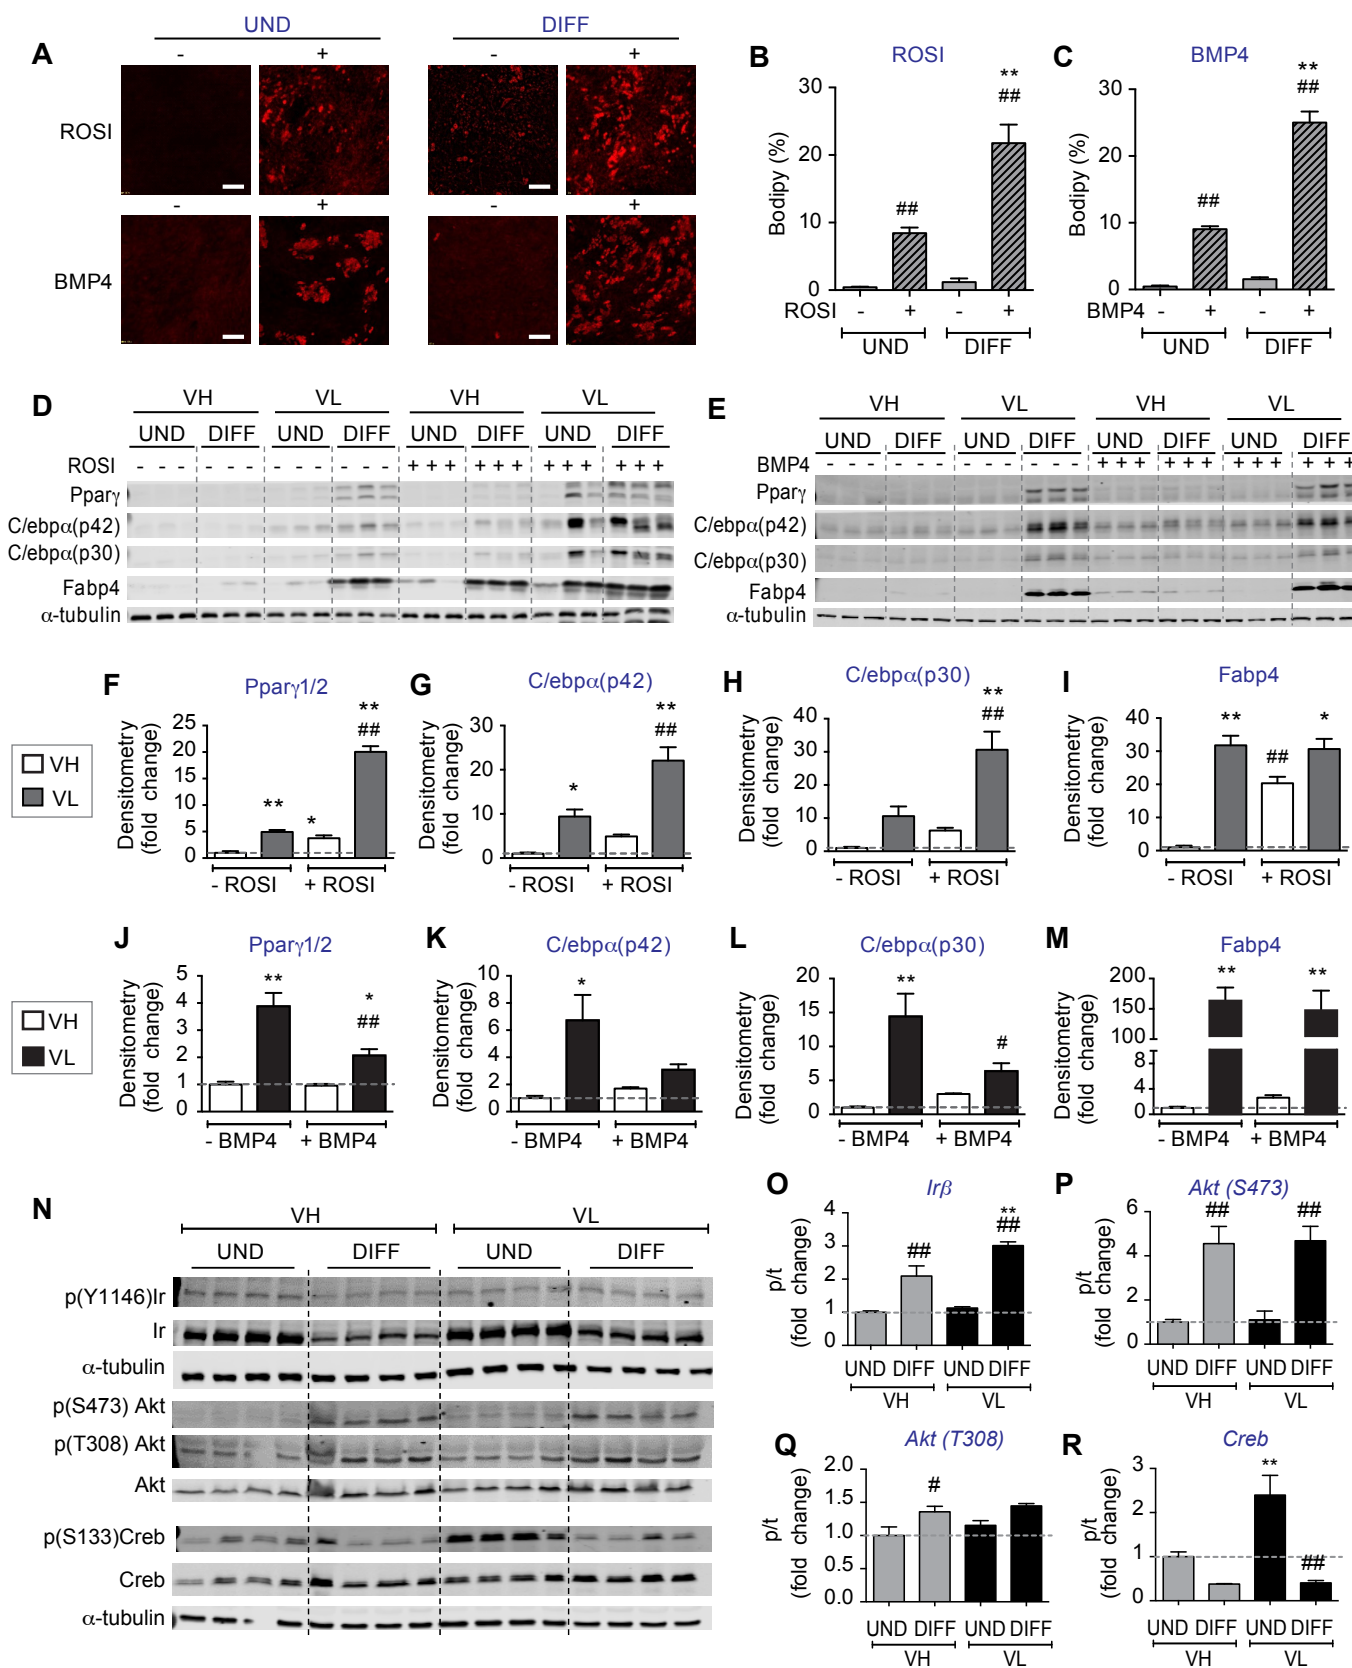 UND DIFF
A - + - +
ROSI
- + - +
BMP4
B ROSI
Bodipy (%)
30
20
10
0
##
**
##
ROSI - + - +
UND DIFF
C BMP4
Bodipy (%)
30
20
10
0
##
**
##
BMP4 - + - +
UND DIFF
D VH VL VH VL
UND DIFF UND DIFF UND DIFF UND DIFF
ROSI - - - - - - - - - - - - + + + + + + + + + + + +
Pparγ
C/ebpα(p42)
C/ebpα(p30)
Fabp4
α-tubulin
E VH VL VH VL
UND DIFF UND DIFF UND DIFF UND DIFF
BMP4 - - - - - - - - - - - - + + + + + + + + + + + +
Pparγ
C/ebpα(p42)
C/ebpα(p30)
Fabp4
α-tubulin
VH
VL
F Pparγ1/2
Densitometry
(fold change)
25
20
15
10
5
0
**
*
**
##
- ROSI + ROSI
G C/ebpα(p42)
Densitometry
(fold change)
30
20
10
0
*
**
##
- ROSI + ROSI
H C/ebpα(p30)
Densitometry
(fold change)
40
30
20
10
0
**
##
- ROSI + ROSI
I Fabp4
Densitometry
(fold change)
40
30
20
10
0
**
##
*
- ROSI + ROSI
VH
VL
J Pparγ1/2
Densitometry
(fold change)
5
4
3
2
1
0
**
*
##
- BMP4 + BMP4
K C/ebpα(p42)
Densitometry
(fold change)
10
8
6
4
2
0
*
- BMP4 + BMP4
L C/ebpα(p30)
Densitometry
(fold change)
20
15
10
5
0
**
#
- BMP4 + BMP4
M Fabp4
Densitometry
(fold change)
200
150
100
8
4
0
**
**
- BMP4 + BMP4
N VH VL
UND DIFF UND DIFF
p(Y1146)Ir
Ir
α-tubulin
p(S473) Akt
p(T308) Akt
Akt
p(S133)Creb
Creb
α-tubulin
O Irβ
p/t
(fold change)
4
3
2
1
0
##
**
##
UND DIFF UND DIFF
VH VL
P Akt (S473)
p/t
(fold change)
6
4
2
0
##
##
UND DIFF UND DIFF
VH VL
Q Akt (T308)
p/t
(fold change)
2.0
1.5
1.0
0.5
0.0
#
UND DIFF UND DIFF
VH VL
R Creb
p/t
(fold change)
3
2
1
0
**
##
UND DIFF UND DIFF
VH VL